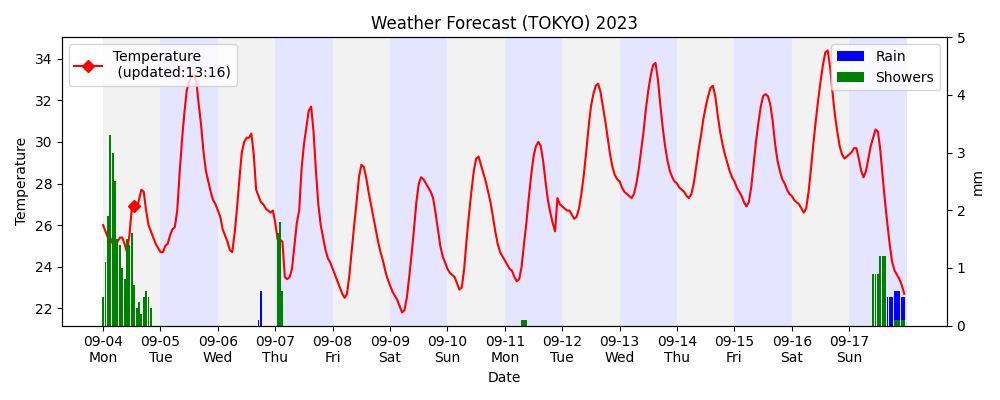 Weather Forecast (TOKYO) 2023
Temperature
(updated:13:16)
Rain
Showers
Temperature
34
32
30
28
26
24
22
5
4
3
2
1
0
mm
09-04 09-05 09-06 09-07 09-08 09-09 09-10 09-11 09-12 09-13 09-14 09-15 09-16 09-17
Mon Tue Wed Thu Fri Sat Sun Mon Tue Wed Thu Fri Sat Sun
Date